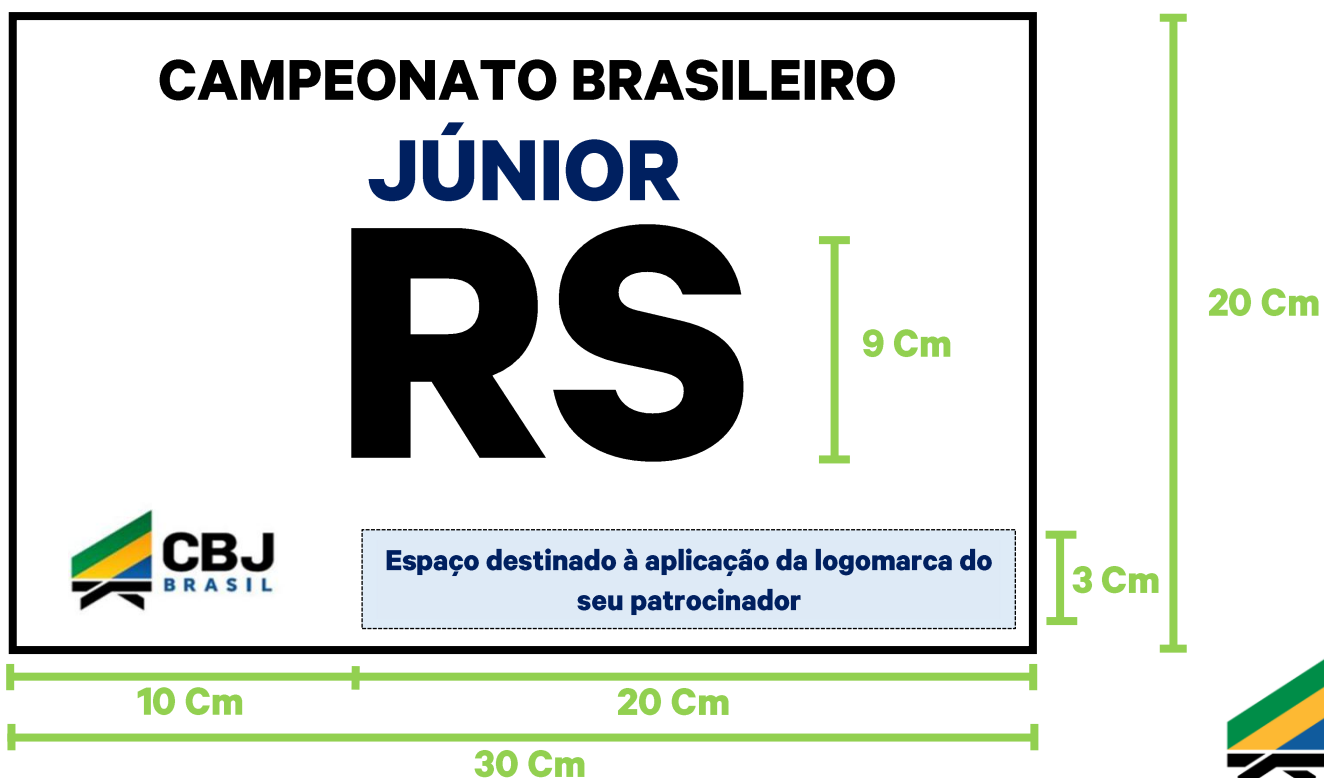 CAMPEONATO BRASILEIRO
JÚNIOR
RS
9 Cm
20 Cm
CBJ
BRASIL
Espaço destinado à aplicação da logomarca do
seu patrocinador
3 Cm
10 Cm
20 Cm
30 Cm